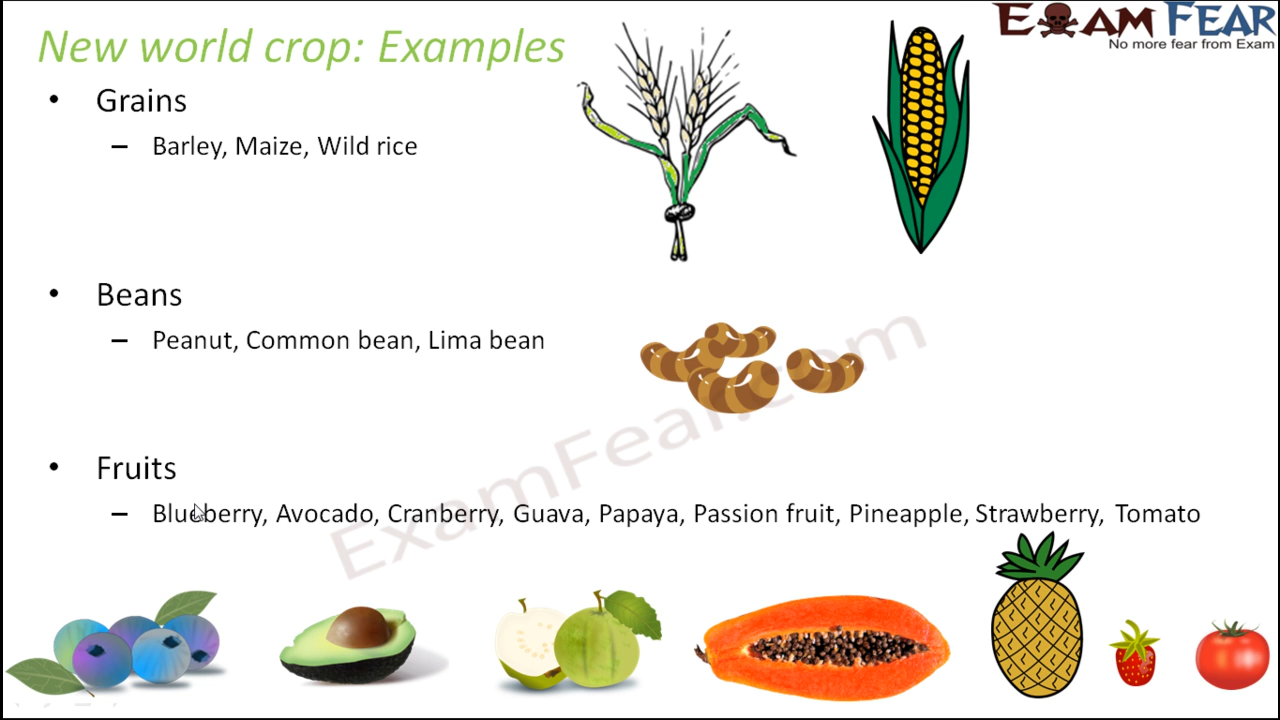 EXAM FEAR
No more fear from Exam
New world crop: Examples
• Grains
– Barley, Maize, Wild rice
• Beans
– Peanut, Common bean, Lima bean
• Fruits
– Blueberry, Avocado, Cranberry, Guava, Papaya, Passion fruit, Pineapple, Strawberry, Tomato
ExamFear.com